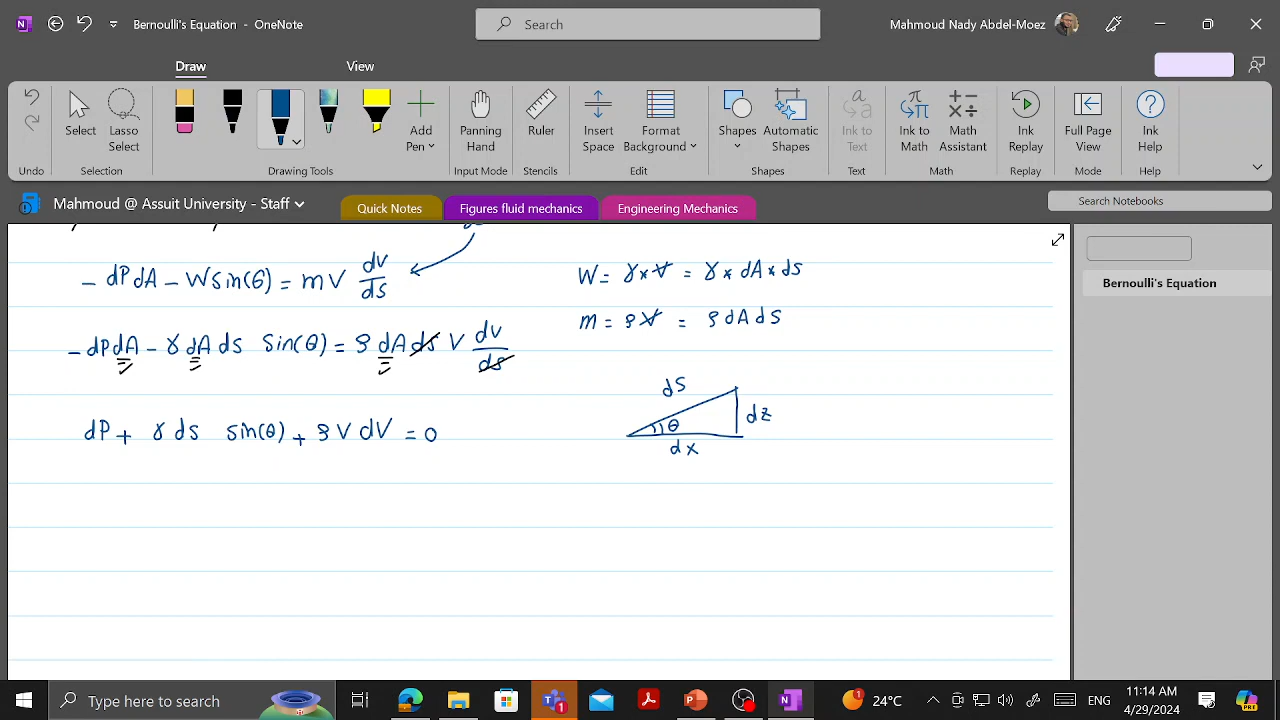 Bernoulli's Equation - OneNote
Search
Mahmoud Nady Abdel-Moez
Draw
View
Select
Lasso Select
Add Pen
Panning Hand
Ruler
Insert Space
Format Background
Shapes
Automatic Shapes
Ink to Text
Ink to Math
Math Assistant
Ink Replay
Full Page View
Ink Help
Undo
Selection
Drawing Tools
Input Mode
Stencils
Edit
Shapes
Text
Math
Replay
Mode
Help
Mahmoud @ Assuit University - Staff
Quick Notes
Figures fluid mechanics
Engineering Mechanics
Search Notebooks
Bernoulli's Equation
- dP dA - W sin(θ) = m V dv/ds
W = γ * V = γ * dA * ds
m = ρ V = ρ dA ds
- dP dA - γ dA ds sin(θ) = ρ dA ds V dv/ds
dS
θ
dz
dx
dP + γ ds sin(θ) + ρ V dV = 0
Type here to search
1
1
24°C
ENG
11:14 AM
4/29/2024
PRE